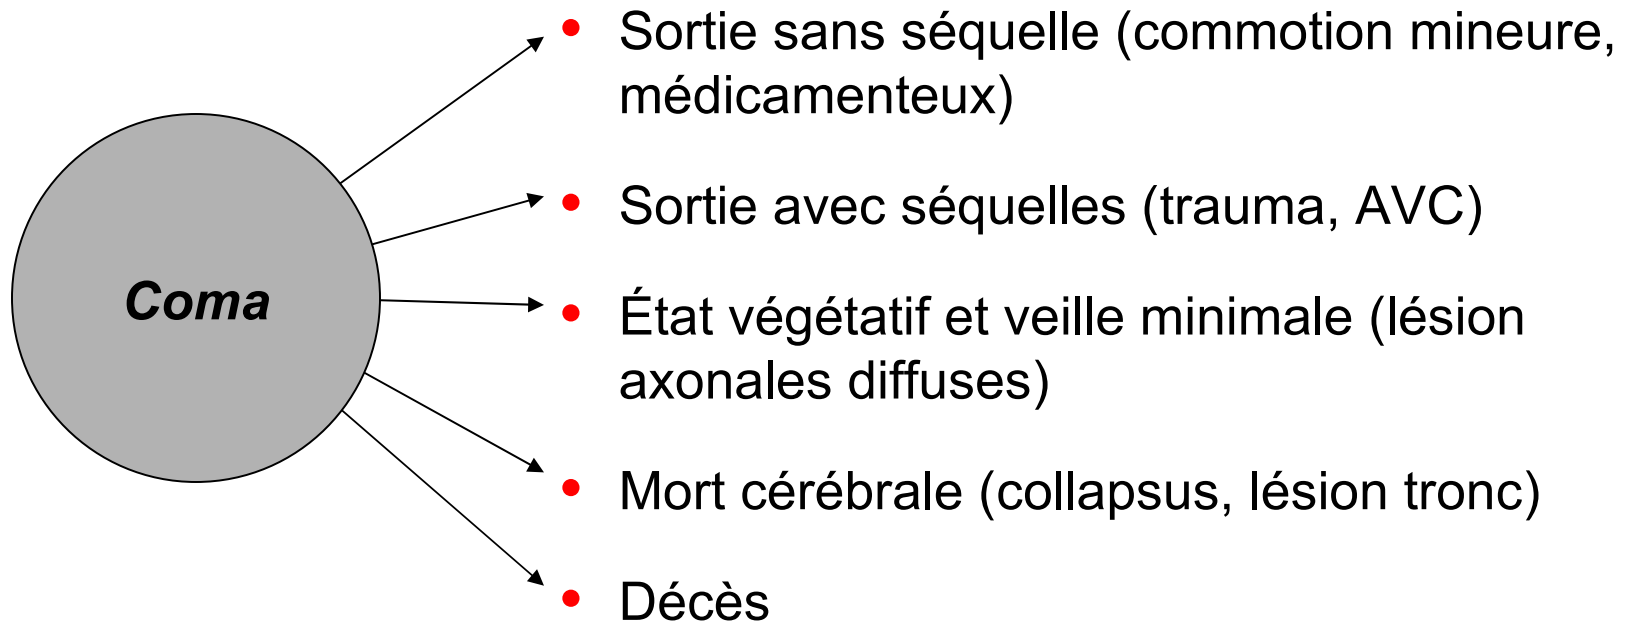 Coma
• Sortie sans séquelle (commotion mineure,
médicamenteux)
• Sortie avec séquelles (trauma, AVC)
• État végétatif et veille minimale (lésion
axonales diffuses)
• Mort cérébrale (collapsus, lésion tronc)
• Décès